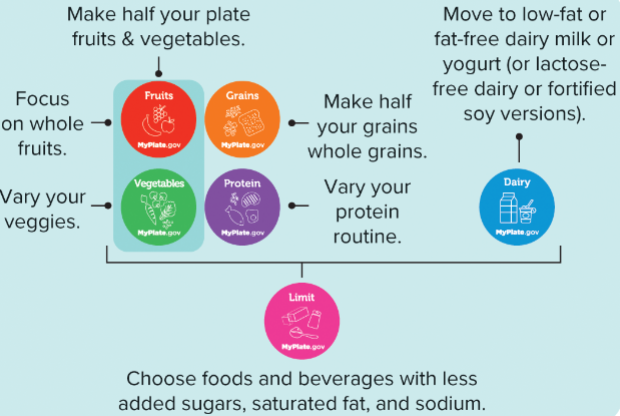 Make half your plate
fruits & vegetables.
Move to low-fat or
fat-free dairy milk or
yogurt (or lactose-
free dairy or fortified
soy versions).
Focus
on whole
fruits.
Fruits
MyPlate.gov
Grains
MyPlate.gov
Make half
your grains
whole grains.
Vary your
veggies.
Vegetables
MyPlate.gov
Protein
MyPlate.gov
Vary your
protein
routine.
Dairy
MyPlate.gov
Limit
MyPlate.gov
Choose foods and beverages with less
added sugars, saturated fat, and sodium.